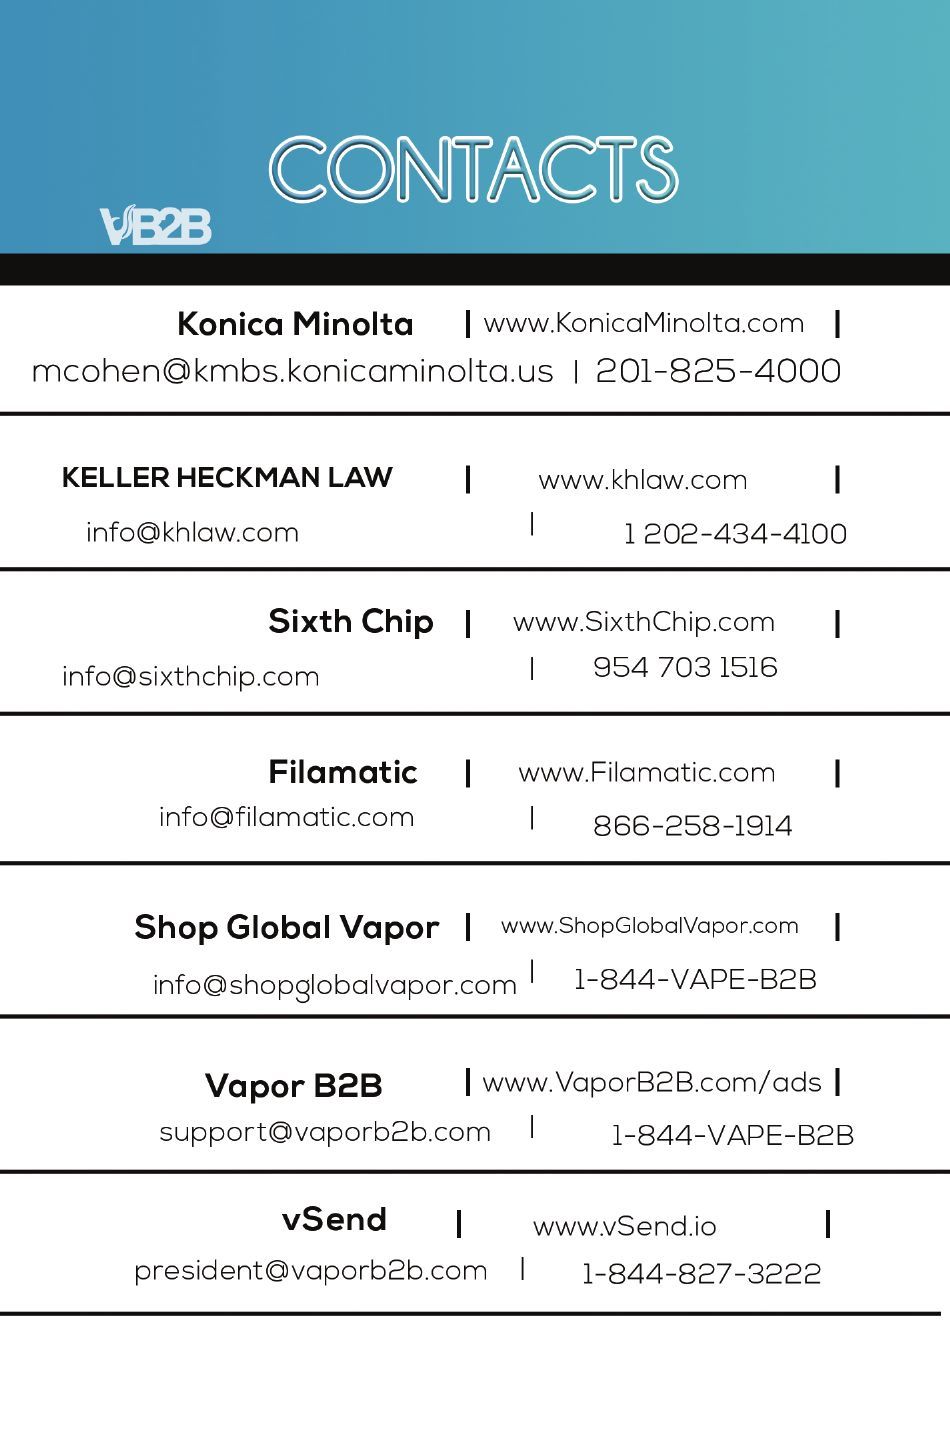 CONTACTS
VB2B
Konica Minolta | www.KonicaMinolta.com |
mcohen@kmbs.konicaminolta.us | 201-825-4000
KELLER HECKMAN LAW | www.khlaw.com |
info@khlaw.com | 1 202-434-4100
Sixth Chip | www.SixthChip.com |
info@sixthchip.com | 954 703 1516
Filamatic | www.Filamatic.com |
info@filamatic.com | 866-258-1914
Shop Global Vapor | www.ShopGlobalVapor.com |
info@shopglobalvapor.com | 1-844-VAPE-B2B
Vapor B2B | www.VaporB2B.com/ads |
support@vaporb2b.com | 1-844-VAPE-B2B
vSend | www.vSend.io |
president@vaporb2b.com | 1-844-827-3222